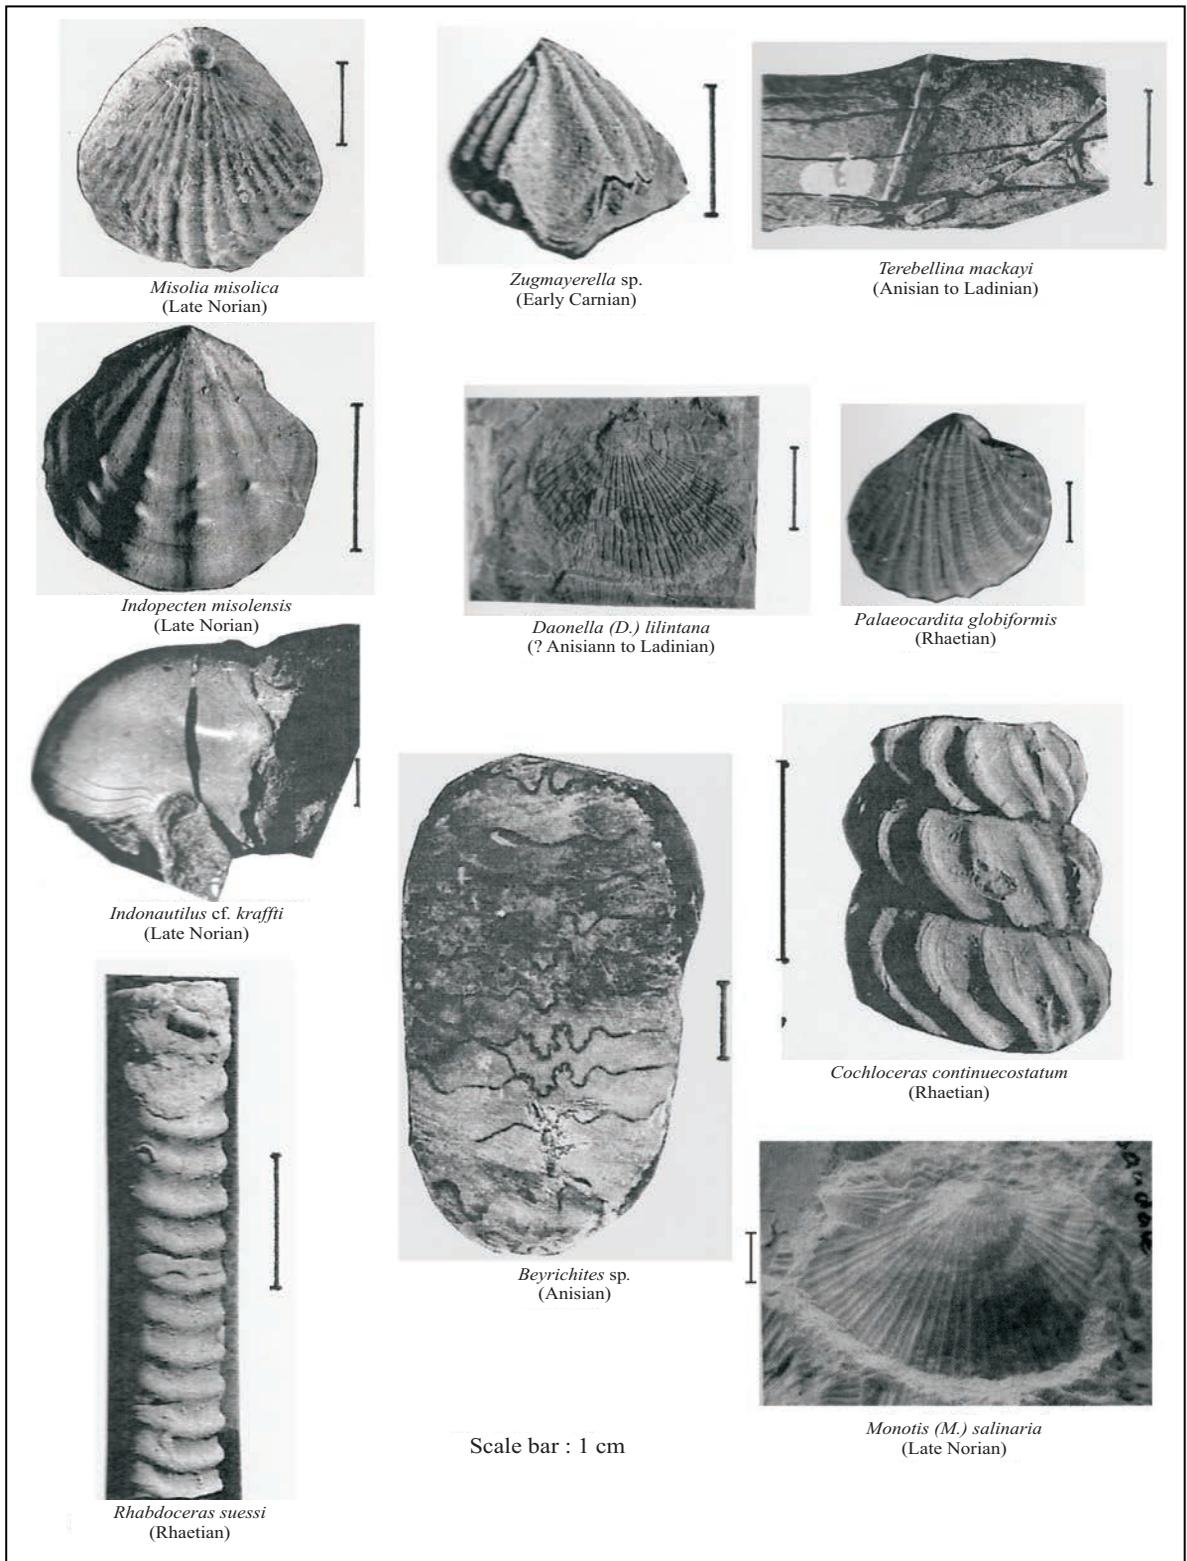 Misolia misolica
(Late Norian)
Zugmayerella sp.
(Early Carnian)
Terebellina mackayi
(Anisian to Ladinian)
Indopecten misolensis
(Late Norian)
Daonella (D.) lilintana
(? Anisiann to Ladinian)
Palaeocardita globiformis
(Rhaetian)
Indonautilus cf. kraffti
(Late Norian)
Cochloceras continuecostatum
(Rhaetian)
Beyrichites sp.
(Anisian)
Monotis (M.) salinaria
(Late Norian)
Scale bar : 1 cm
Rhabdoceras suessi
(Rhaetian)